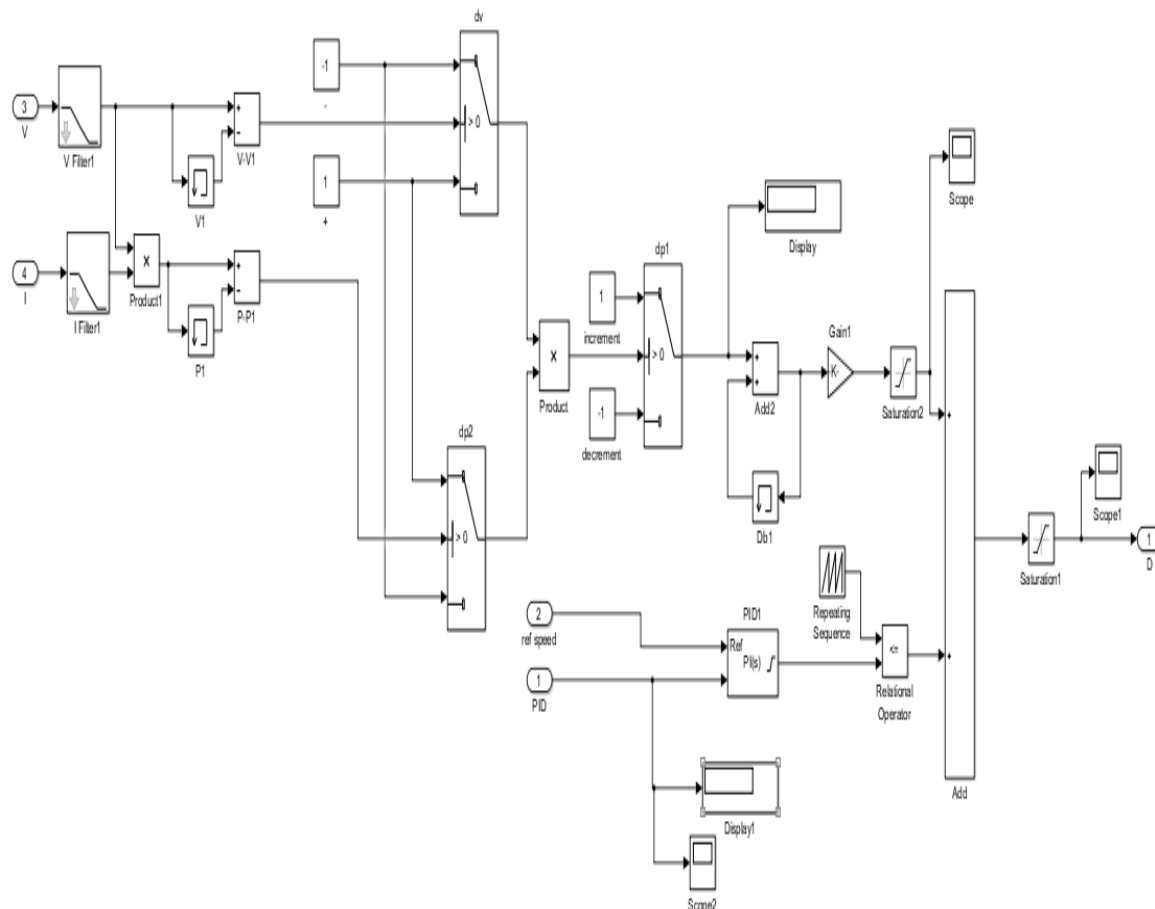 dv
-1
-
3
V
V Filter1
+
-
V-V1
V1
> 0
1
+
4
I
I Filter1
×
Product1
+
-
P-P1
P1
Scope
Display
dp1
1
increment
> 0
-1
decrement
×
Product
+
+
Add2
Gain1
K-
Saturation2
Db1
dp2
> 0
+
+
Add
Scope1
Saturation1
1
D
Repeating
Sequence
2
ref speed
1
PID
PID1
Ref
PI(s)
<=
Relational
Operator
Display1
Scope2